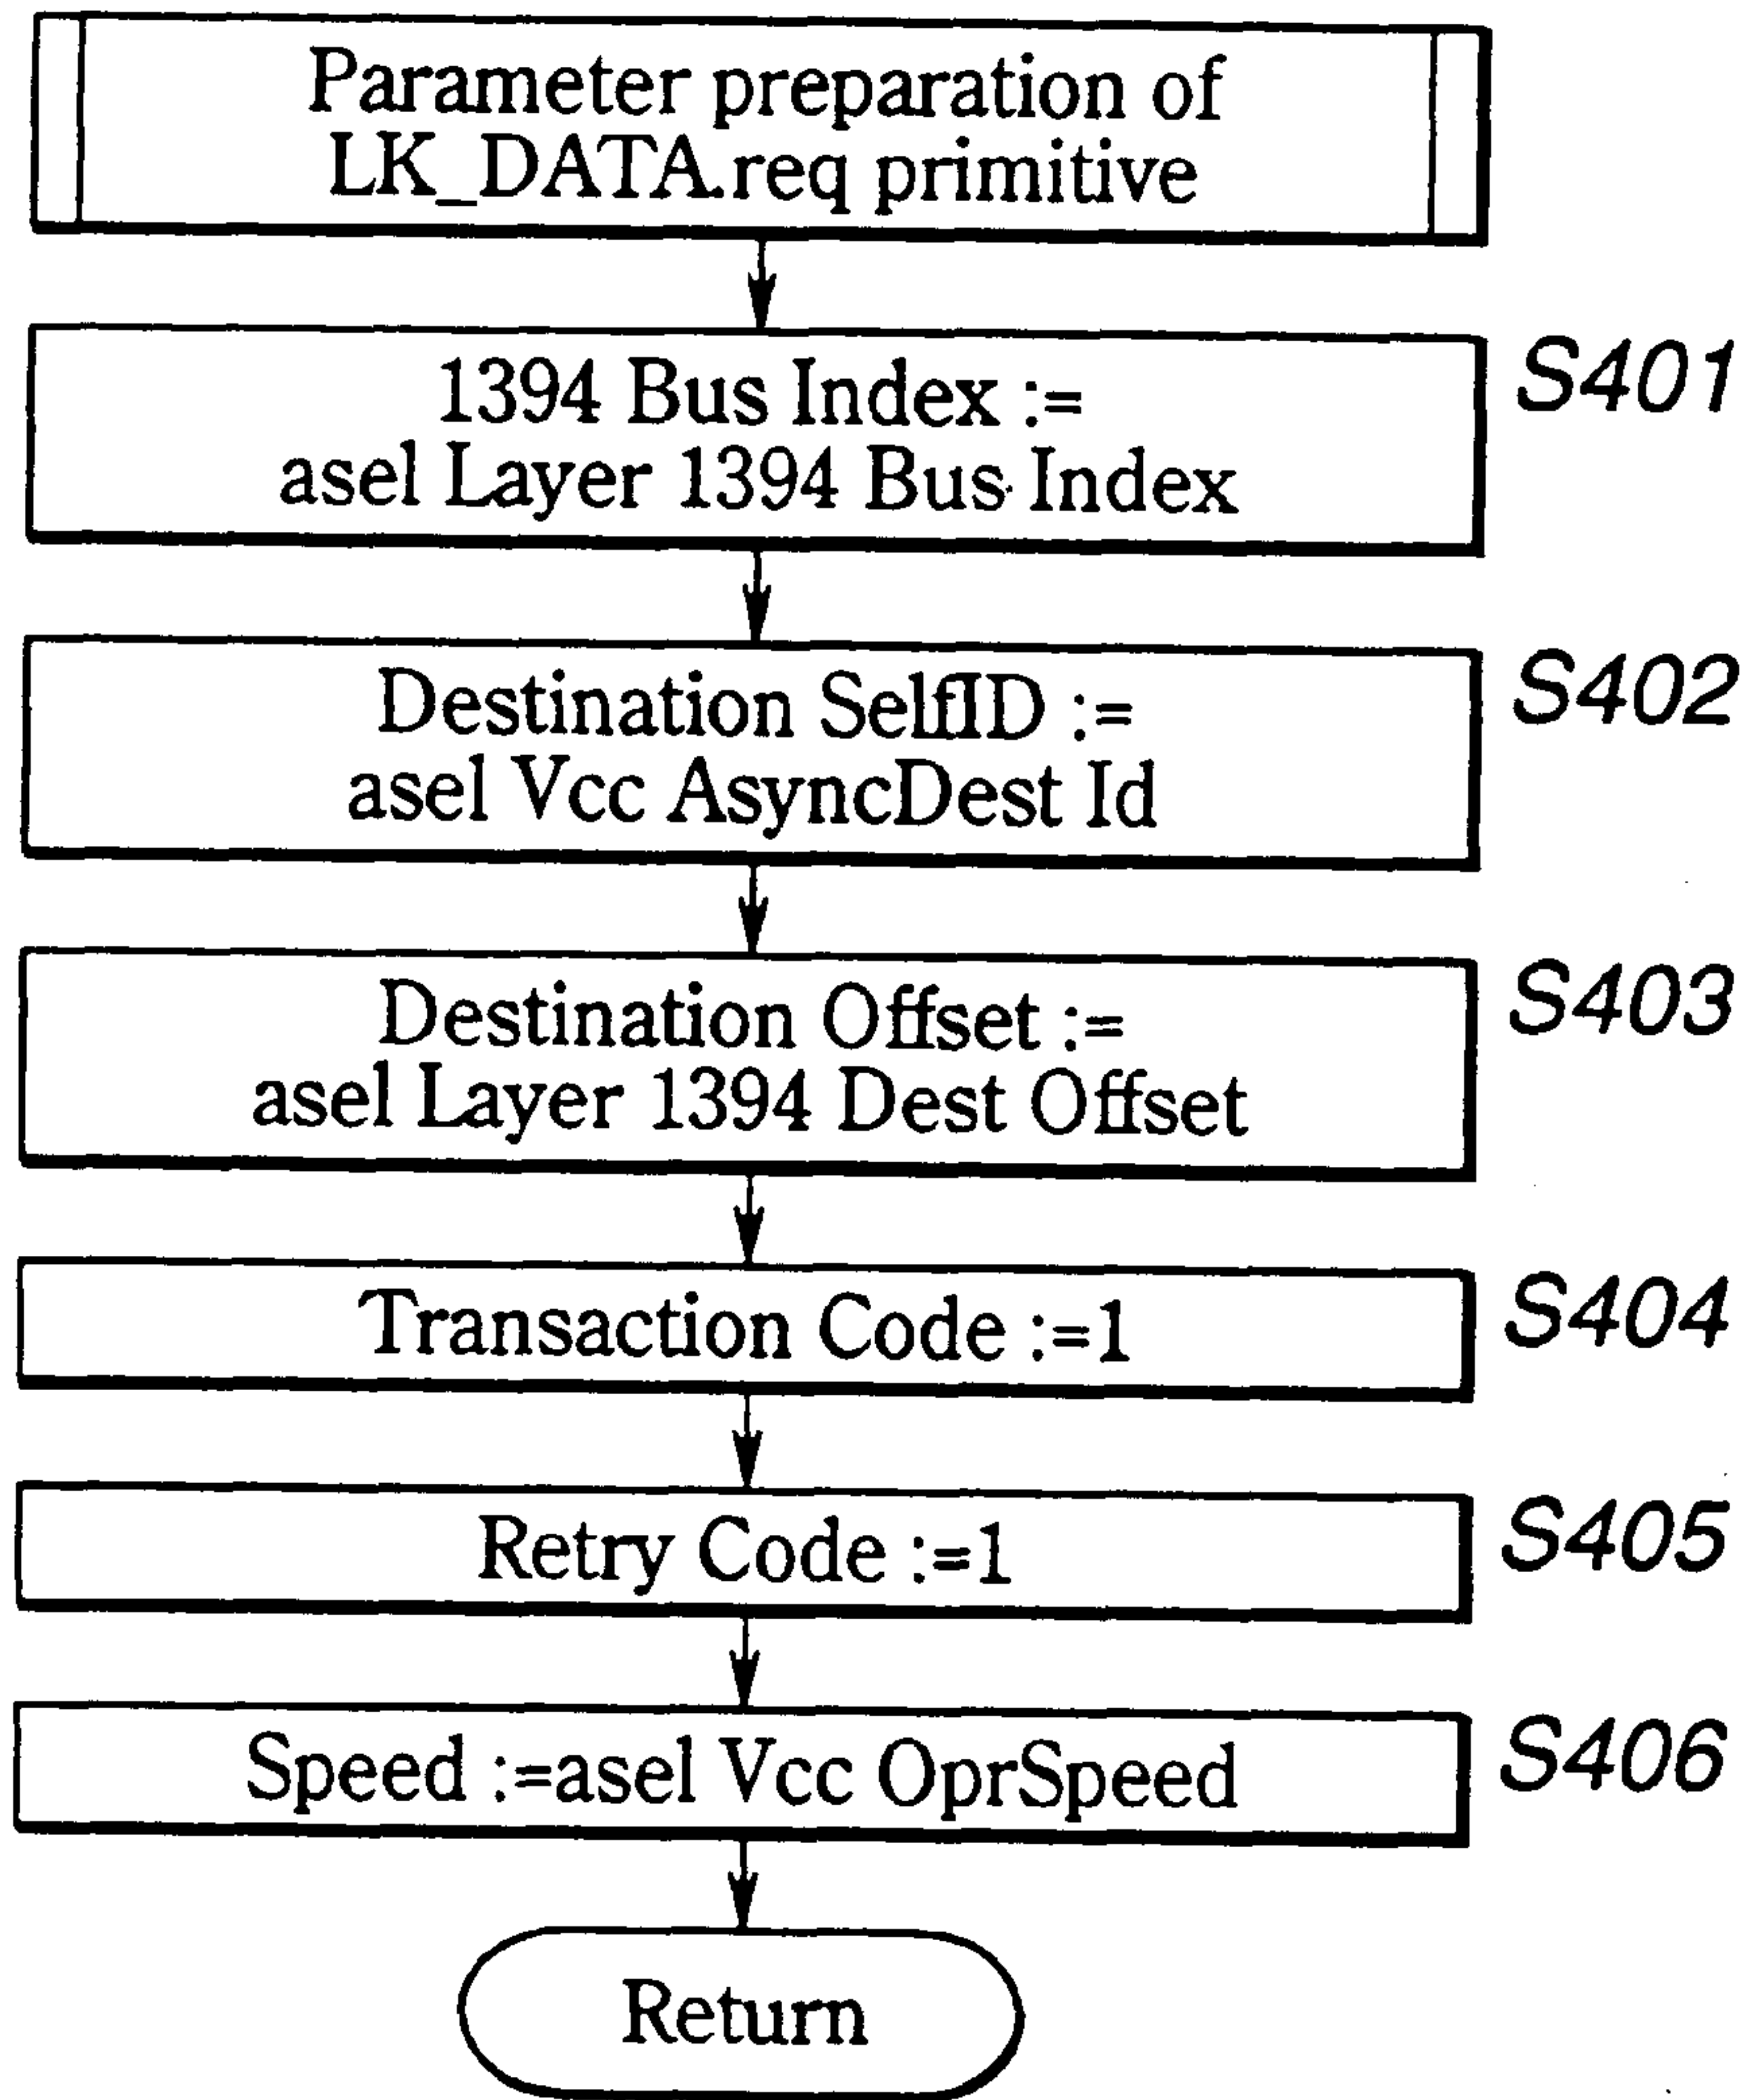 Parameter preparation of
LK_DATA.req primitive
1394 Bus Index :=
asel Layer 1394 Bus Index
S401
Destination SelfID :=
asel Vcc AsyncDest Id
S402
Destination Offset :=
asel Layer 1394 Dest Offset
S403
Transaction Code :=1
S404
Retry Code :=1
S405
Speed :=asel Vcc OprSpeed
S406
Return